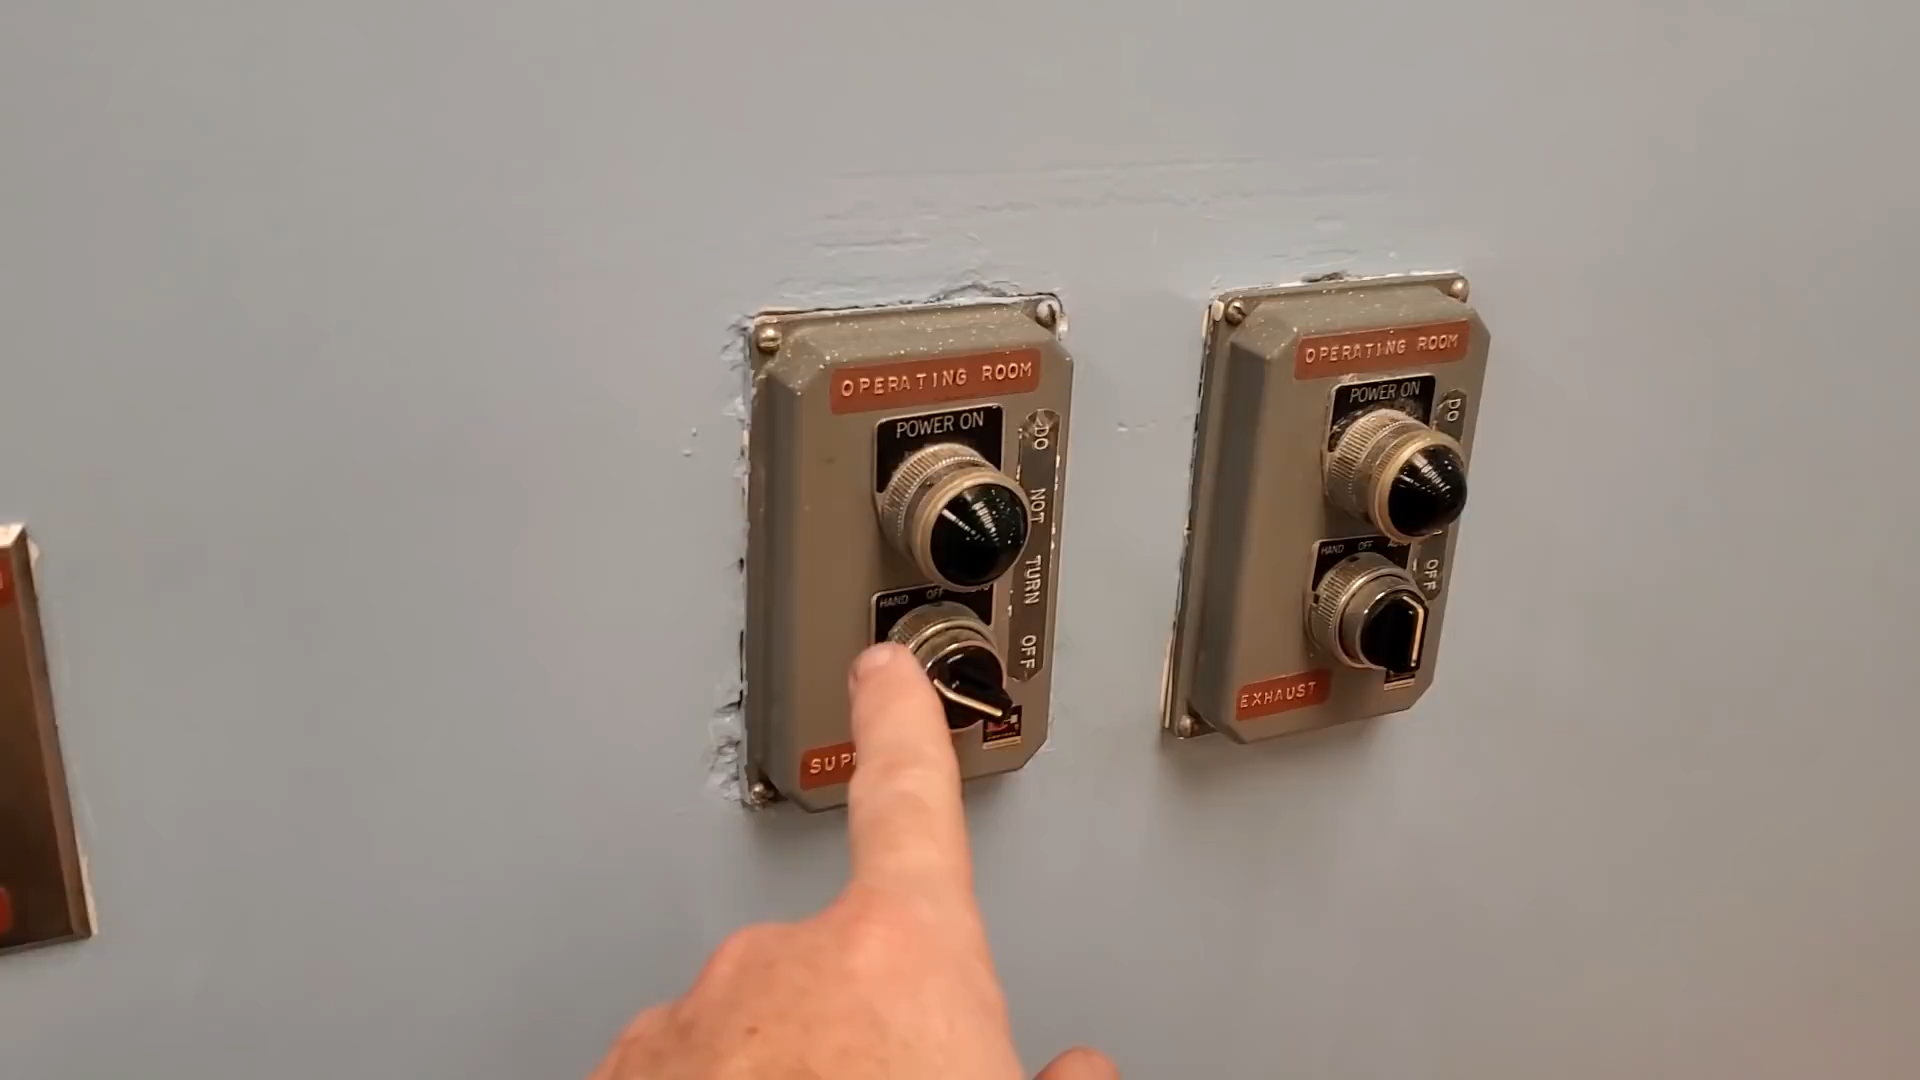 OPERATING ROOM
POWER ON
DO NOT TURN OFF
HAND OFF
OPERATING ROOM
POWER ON
DO
OFF
HAND OFF
EXHAUST